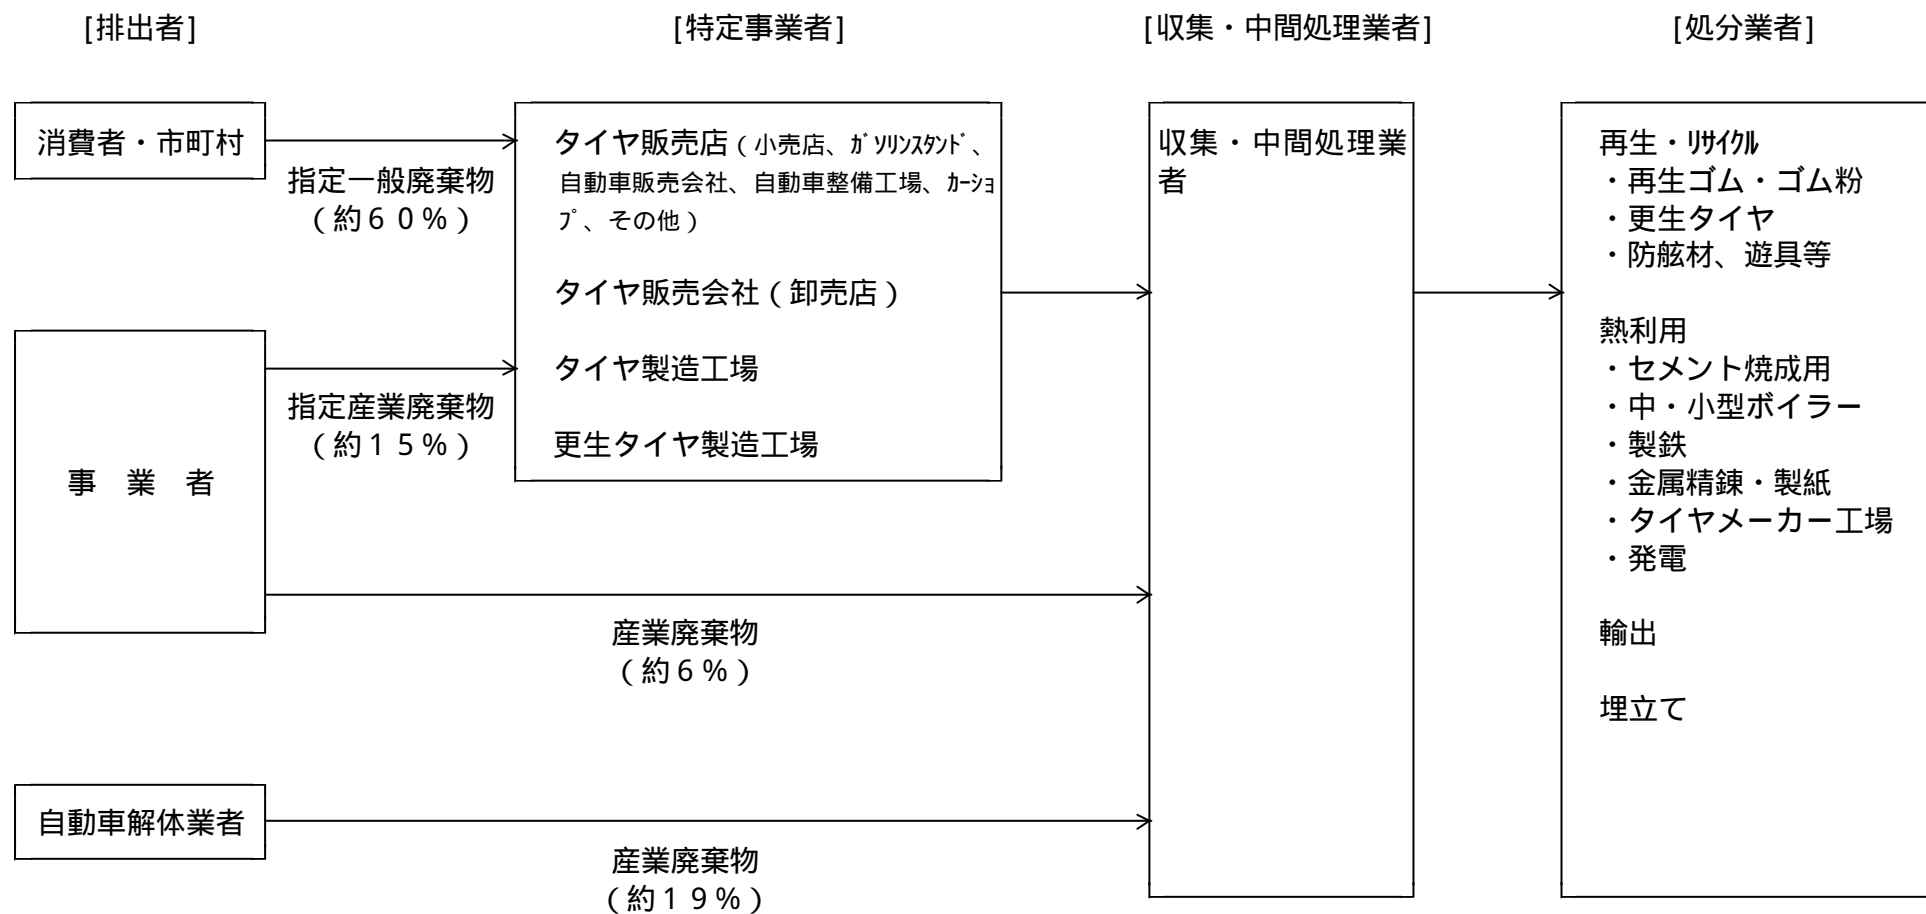 [排出者]
[特定事業者]
[収集・中間処理業者]
[処分業者]
消費者・市町村
指定一般廃棄物
（約60%）
事　業　者
指定産業廃棄物
（約15%）
産業廃棄物
（約6%）
自動車解体業者
産業廃棄物
（約19%）
タイヤ販売店（小売店、ｶﾞｿﾘﾝｽﾀﾝﾄﾞ、
自動車販売会社、自動車整備工場、ｶｰｼｮ
ﾌﾟ、その他）
タイヤ販売会社（卸売店）
タイヤ製造工場
更生タイヤ製造工場
収集・中間処理業
者
再生・ﾘｻｲｸﾙ
・再生ゴム・ゴム粉
・更生タイヤ
・防舷材、遊具等
熱利用
・セメント焼成用
・中・小型ボイラー
・製鉄
・金属精錬・製紙
・タイヤメーカー工場
・発電
輸出
埋立て